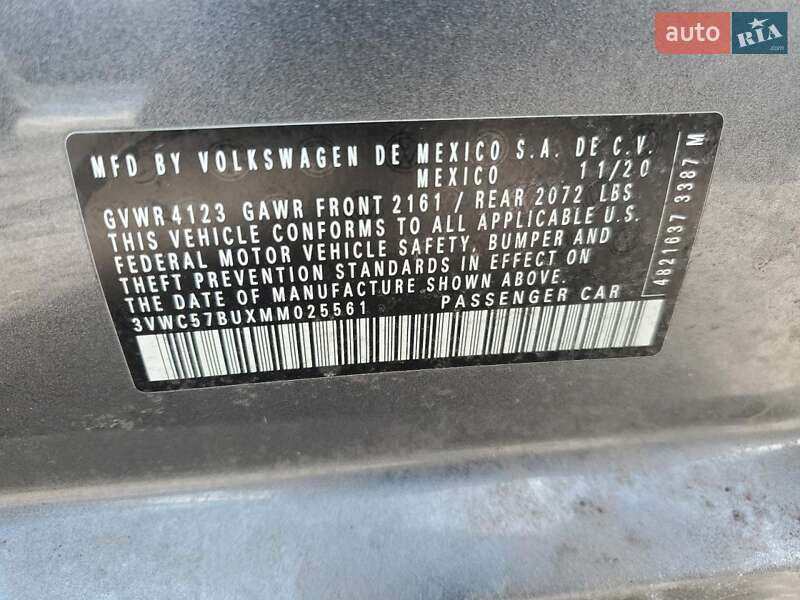 auto RIA.com
MFD BY VOLKSWAGEN DE MEXICO S.A. DE C.V.
MEXICO 11/20
GVWR 4123 GAWR FRONT 2161 / REAR 2072 LBS
THIS VEHICLE CONFORMS TO ALL APPLICABLE U.S.
FEDERAL MOTOR VEHICLE SAFETY, BUMPER AND
THEFT PREVENTION STANDARDS IN EFFECT ON
THE DATE OF MANUFACTURE SHOWN ABOVE.
3VWC57BUXMM025561 PASSENGER CAR
4821637 3387 M